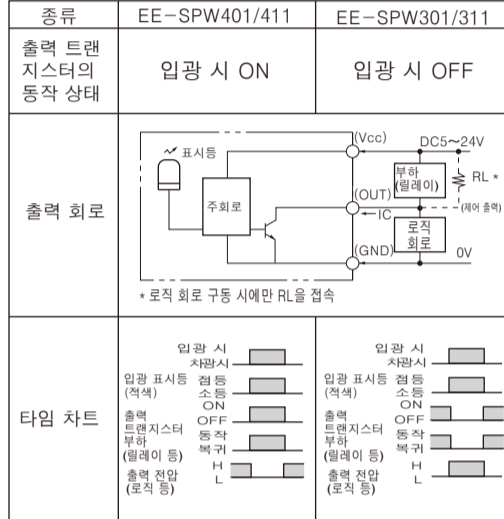 종류
EE-SPW401/411
EE-SPW301/311
출력 트랜
지스터의
동작 상태
입광 시 ON
입광 시 OFF
출력 회로
표시등
주회로
(Vcc)
DC5~24V
부하
(릴레이)
RL *
(OUT)
IC
(제어 출력)
로직
회로
(GND)
0V
* 로직 회로 구동 시에만 RL을 접속
타임 차트
입광 시
차광시
입광 표시등 점등
(적색) 소등
출력 ON
트랜지스터 OFF
부하 동작
(릴레이 등) 복귀
출력 전압 H
(로직 등) L
입광 시
차광시
입광 표시등 점등
(적색) 소등
출력 ON
트랜지스터 OFF
부하 동작
(릴레이 등) 복귀
출력 전압 H
(로직 등) L